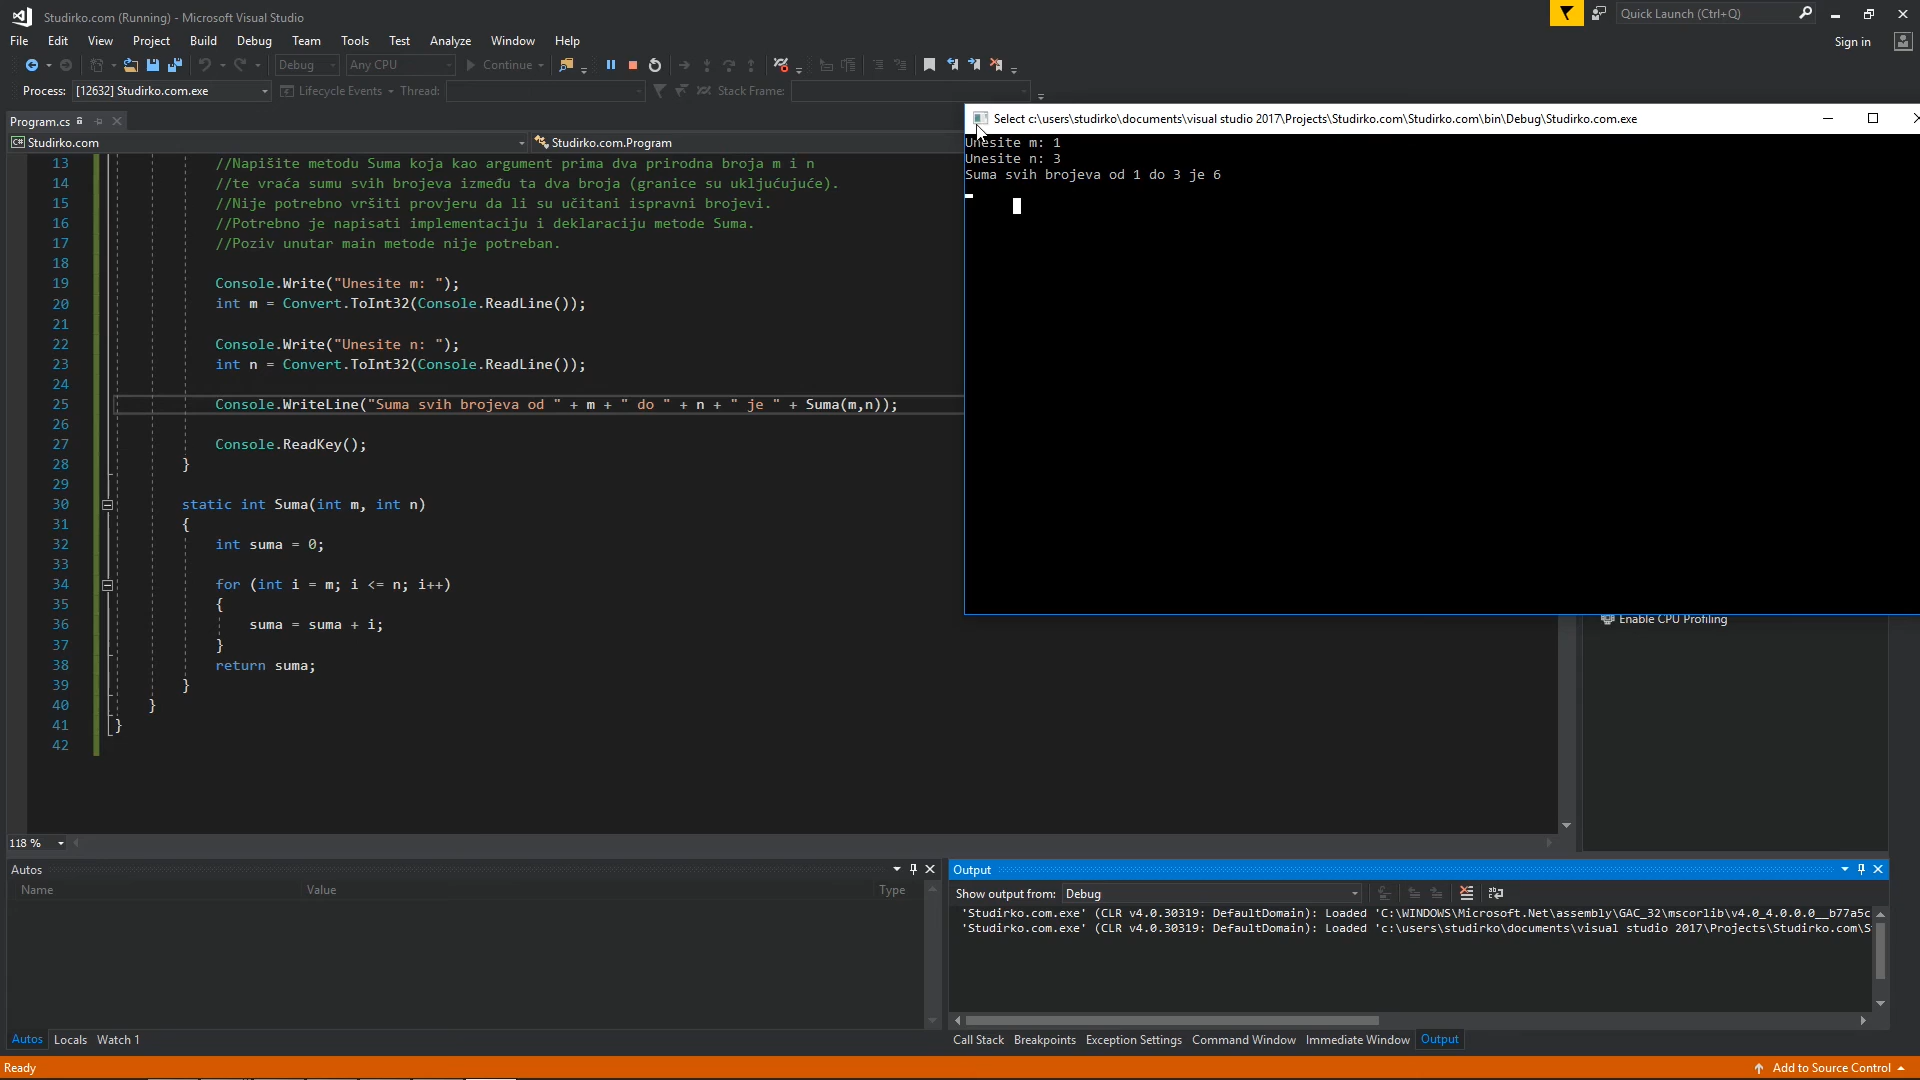 Studirko.com (Running) - Microsoft Visual Studio
Quick Launch (Ctrl+Q)
File Edit View Project Build Debug Team Tools Test Analyze Window Help
Sign in
Debug Any CPU Continue
Process: [12632] Studirko.com.exe Lifecycle Events Thread: Stack Frame:
Program.cs
Studirko.com Studirko.com.Program
13 //Napišite metodu Suma koja kao argument prima dva prirodna broja m i n
14 //te vraća sumu svih brojeva između ta dva broja (granice su uključujuće).
15 //Nije potrebno vršiti provjeru da li su učitani ispravni brojevi.
16 //Potrebno je napisati implementaciju i deklaraciju metode Suma.
17 //Poziv unutar main metode nije potreban.
18
19 Console.Write("Unesite m: ");
20 int m = Convert.ToInt32(Console.ReadLine());
21
22 Console.Write("Unesite n: ");
23 int n = Convert.ToInt32(Console.ReadLine());
24
25 Console.WriteLine("Suma svih brojeva od " + m + " do " + n + " je " + Suma(m,n));
26
27 Console.ReadKey();
28 }
29
30 static int Suma(int m, int n)
31 {
32 int suma = 0;
33
34 for (int i = m; i <= n; i++)
35 {
36 suma = suma + i;
37 }
38 return suma;
39 }
40 }
41 }
42
118 %
Select c:\users\studirko\documents\visual studio 2017\Projects\Studirko.com\Studirko.com\bin\Debug\Studirko.com.exe
Unesite m: 1
Unesite n: 3
Suma svih brojeva od 1 do 3 je 6
Enable CPU Profiling
Autos
Name Value Type
Autos Locals Watch 1
Output
Show output from: Debug
'Studirko.com.exe' (CLR v4.0.30319: DefaultDomain): Loaded 'C:\WINDOWS\Microsoft.Net\assembly\GAC_32\mscorlib\v4.0_4.0.0.0__b77a5c
'Studirko.com.exe' (CLR v4.0.30319: DefaultDomain): Loaded 'c:\users\studirko\documents\visual studio 2017\Projects\Studirko.com\S
Call Stack Breakpoints Exception Settings Command Window Immediate Window Output
Ready
Add to Source Control